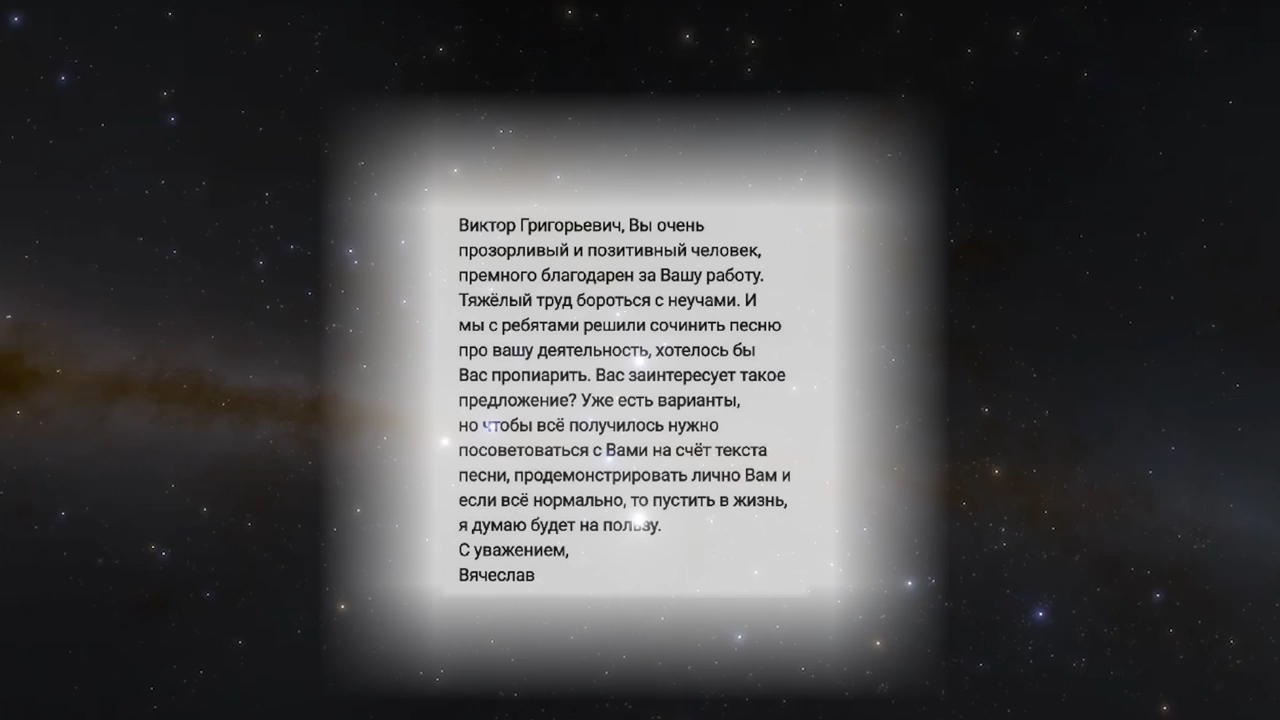 Виктор Григорьевич, Вы очень
прозорливый и позитивный человек,
премного благодарен за Вашу работу.
Тяжёлый труд бороться с неучами. И
мы с ребятами решили сочинить песню
про вашу деятельность, хотелось бы
Вас пропиарить. Вас заинтересует такое
предложение? Уже есть варианты,
но чтобы всё получилось нужно
посоветоваться с Вами на счёт текста
песни, продемонстрировать лично Вам и
если всё нормально, то пустить в жизнь,
я думаю будет на пользу.
С уважением,
Вячеслав